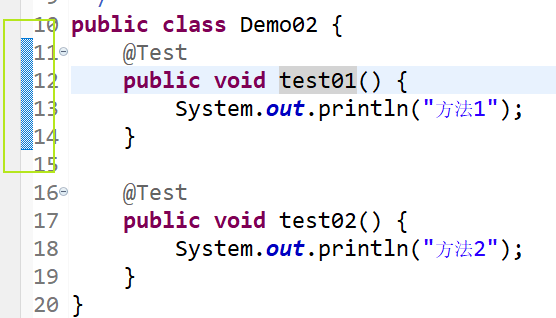 10 public class Demo02 {
11 @Test
12 public void test01() {
13 System.out.println("方法1");
14 }
15
16 @Test
17 public void test02() {
18 System.out.println("方法2");
19 }
20 }